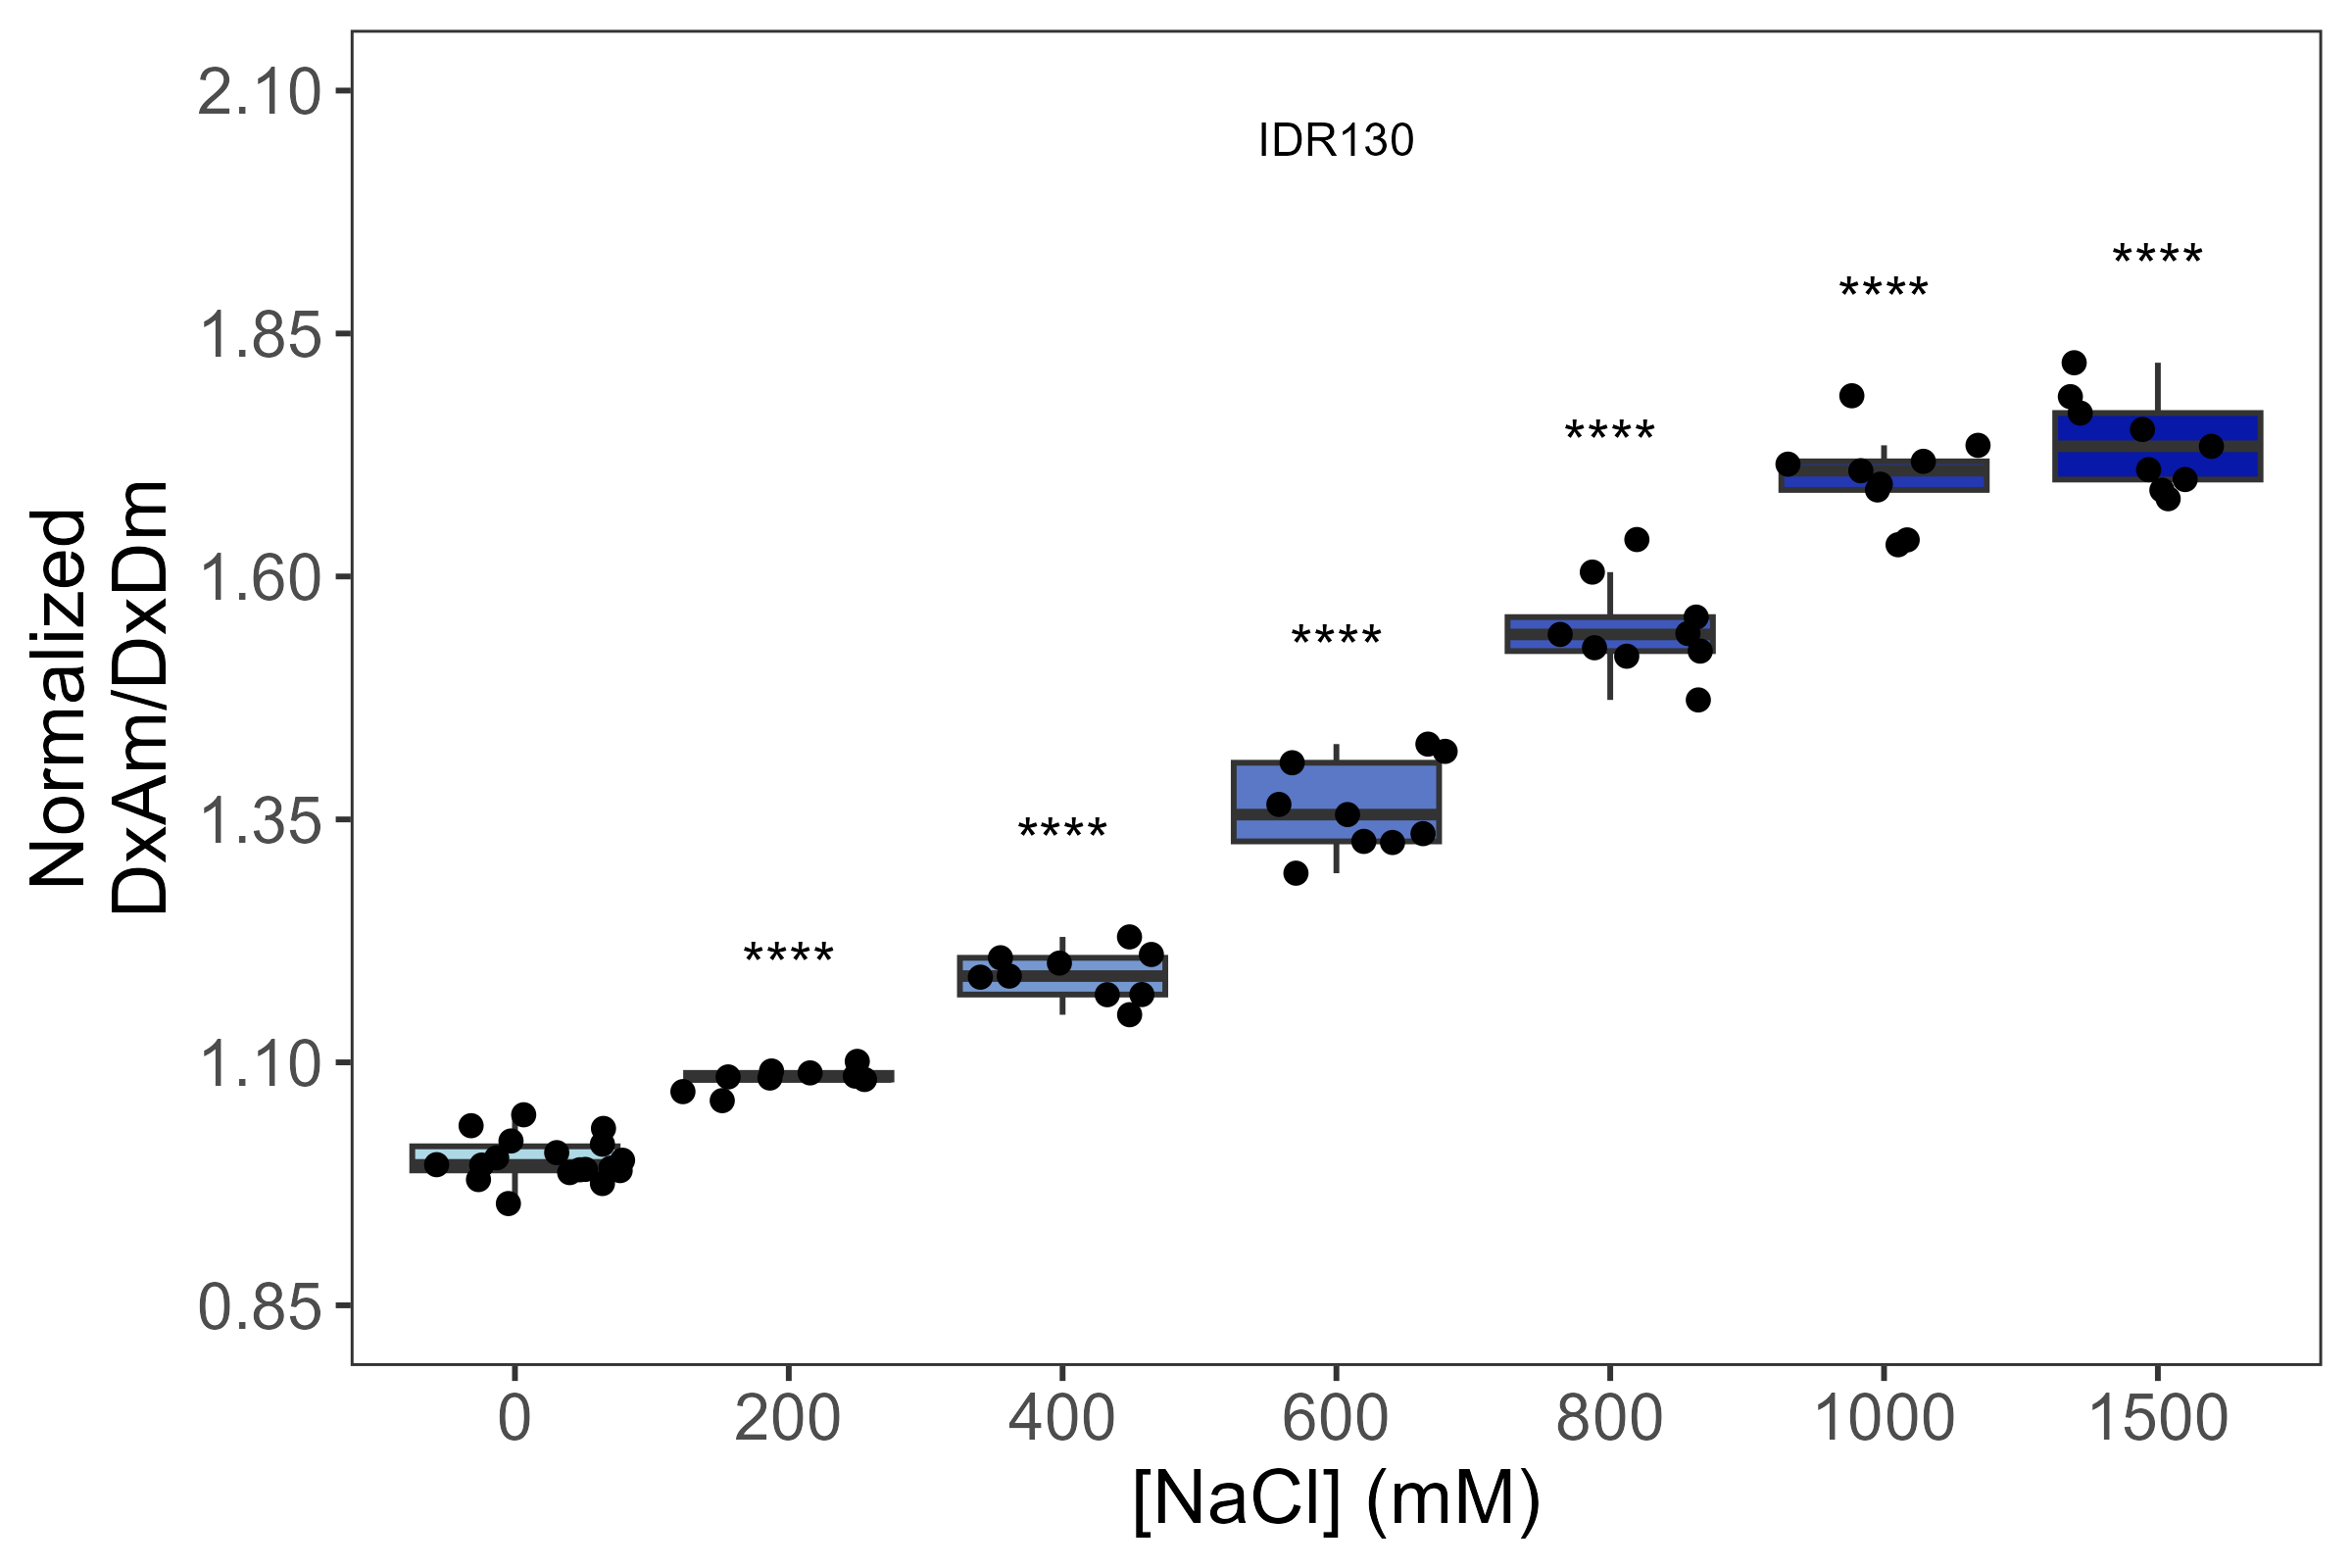 IDR130
****
****
****
****
****
****
2.10
1.85
1.60
1.35
1.10
0.85
Normalized
DxAm/DxDm
0 200 400 600 800 1000 1500
[NaCl] (mM)